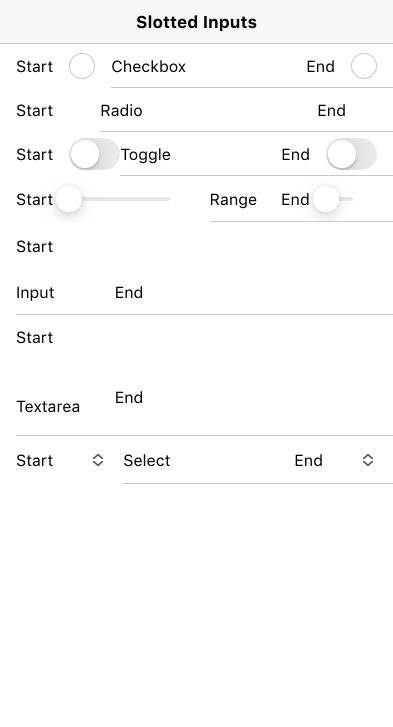 Slotted Inputs
Start Checkbox End
Start Radio End
Start Toggle End
Start Range End
Start
Input End
Start
Textarea End
Start Select End